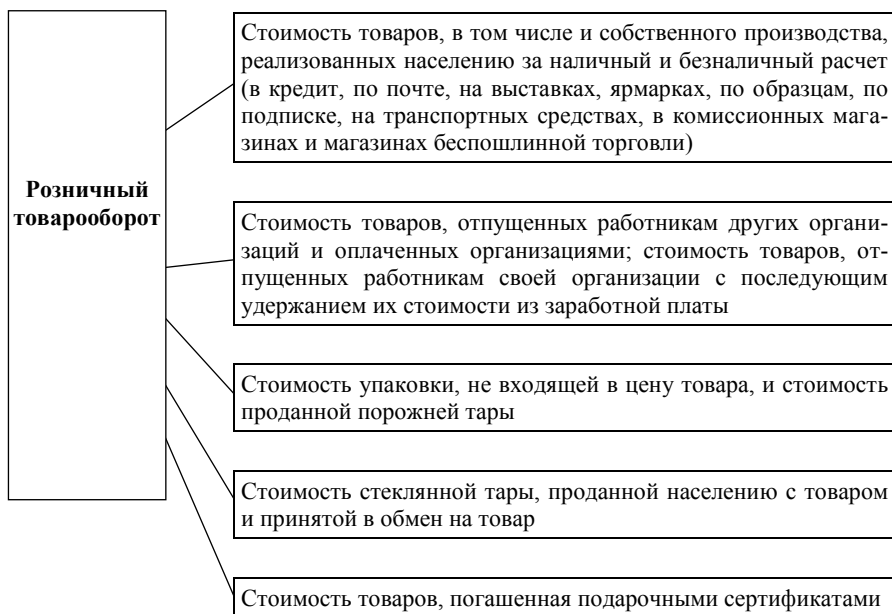 Стоимость товаров, в том числе и собственного производства,
реализованных населению за наличный и безналичный расчет
(в кредит, по почте, на выставках, ярмарках, по образцам, по
подписке, на транспортных средствах, в комиссионных мага-
зинах и магазинах беспошлинной торговли)
Розничный
товарооборот
Стоимость товаров, отпущенных работникам других органи-
заций и оплаченных организациями; стоимость товаров, от-
пущенных работникам своей организации с последующим
удержанием их стоимости из заработной платы
Стоимость упаковки, не входящей в цену товара, и стоимость
проданной порожней тары
Стоимость стеклянной тары, проданной населению с товаром
и принятой в обмен на товар
Стоимость товаров, погашенная подарочными сертификатами